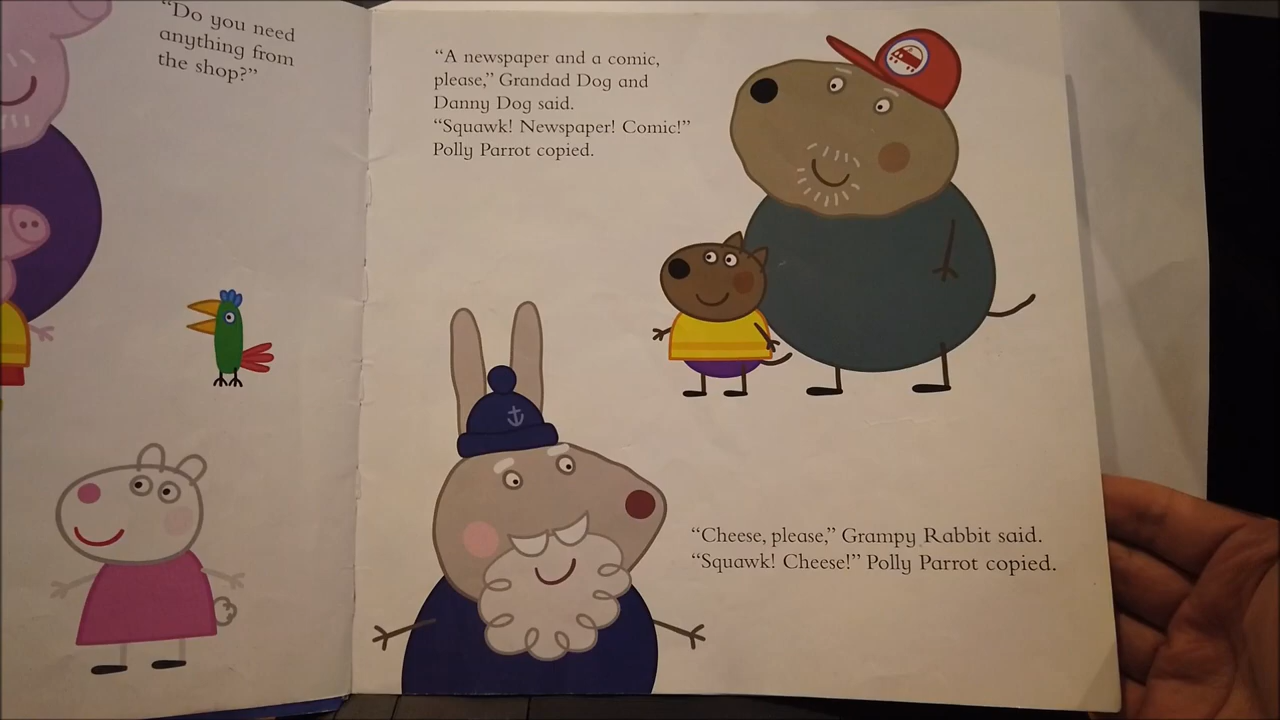 “Do you need
anything from
the shop?”
“A newspaper and a comic,
please,” Grandad Dog and
Danny Dog said.
“Squawk! Newspaper! Comic!”
Polly Parrot copied.
“Cheese, please,” Grampy Rabbit said.
“Squawk! Cheese!” Polly Parrot copied.